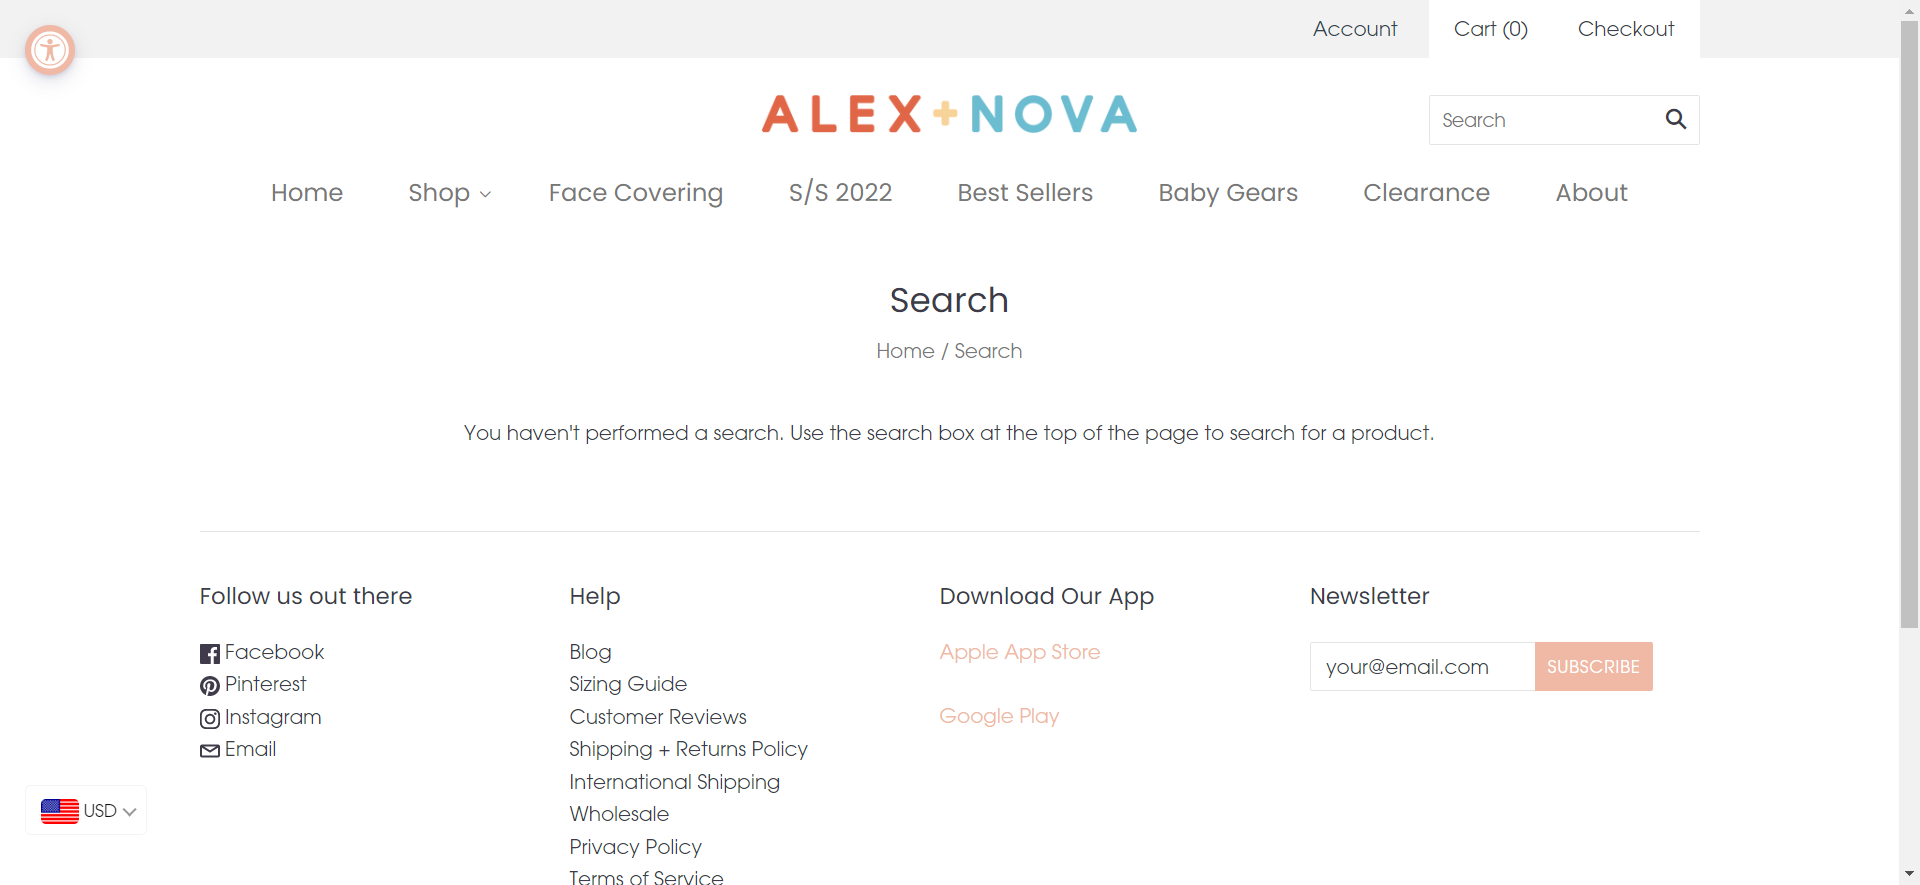 Account
Cart (0)
Checkout
ALEX+NOVA
Search
Home
Shop
Face Covering
S/S 2022
Best Sellers
Baby Gears
Clearance
About
Search
Home / Search
You haven't performed a search. Use the search box at the top of the page to search for a product.
Follow us out there
Facebook
Pinterest
Instagram
Email
Help
Blog
Sizing Guide
Customer Reviews
Shipping + Returns Policy
International Shipping
Wholesale
Privacy Policy
Terms of Service
Download Our App
Apple App Store
Google Play
Newsletter
your@email.com
SUBSCRIBE
USD